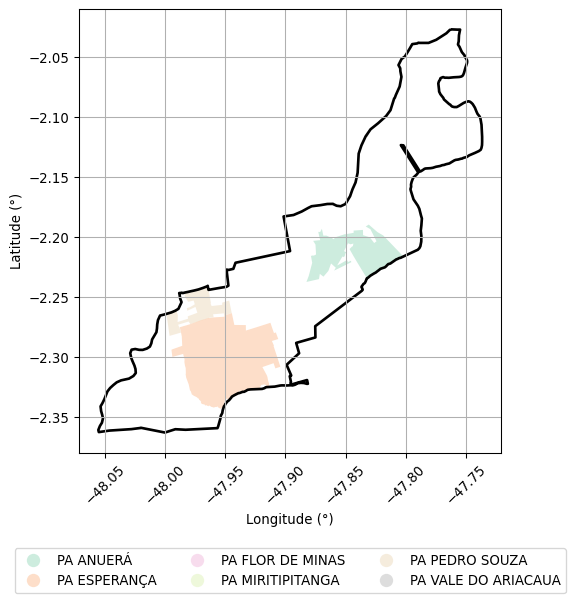 −2.05
−2.10
−2.15
−2.20
−2.25
−2.30
−2.35
Latitude (°)
−48.05 −48.00 −47.95 −47.90 −47.85 −47.80 −47.75
Longitude (°)
PA ANUERÁ PA FLOR DE MINAS PA PEDRO SOUZA
PA ESPERANÇA PA MIRITIPITANGA PA VALE DO ARIACAUA